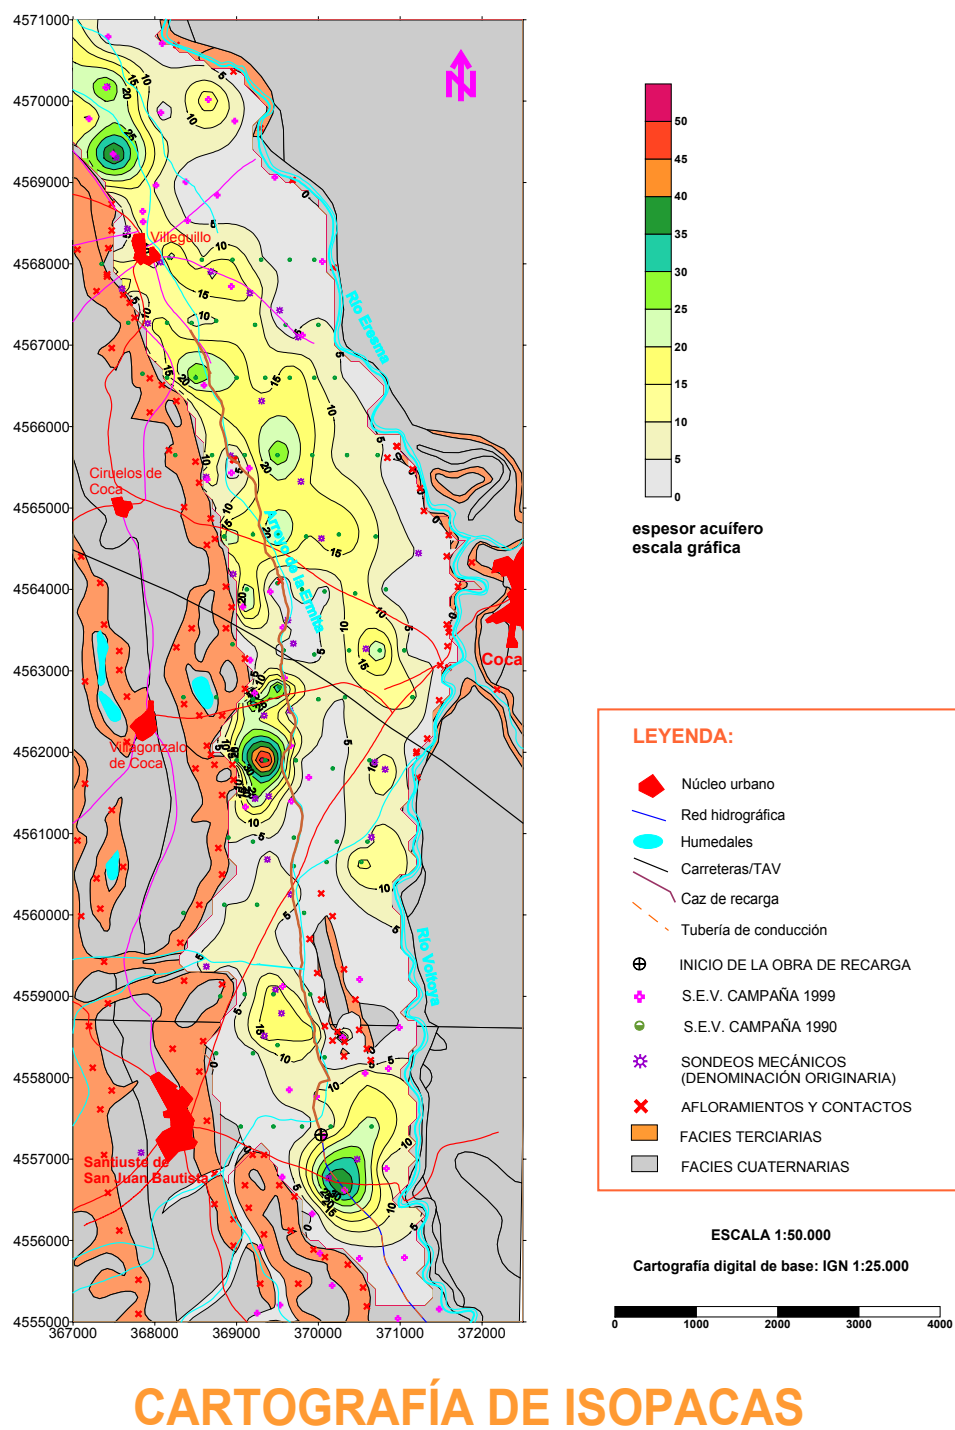 4571000
4570000
4569000
4568000
4567000
4566000
4565000
4564000
4563000
4562000
4561000
4560000
4559000
4558000
4557000
4556000
4555000
367000
368000
369000
370000
371000
372000
N
Villeguillo
Río Eresma
Ciruelos de
Coca
Arroyo de la Ermita
Coca
Villagonzalo
de Coca
Río Voltoya
Santiuste de
San Juan Bautista
50
45
40
35
30
25
20
15
10
5
0
espesor acuífero
escala gráfica
LEYENDA:
Núcleo urbano
Red hidrográfica
Humedales
Carreteras/TAV
Caz de recarga
Tubería de conducción
INICIO DE LA OBRA DE RECARGA
S.E.V. CAMPAÑA 1999
S.E.V. CAMPAÑA 1990
SONDEOS MECÁNICOS
(DENOMINACIÓN ORIGINARIA)
AFLORAMIENTOS Y CONTACTOS
FACIES TERCIARIAS
FACIES CUATERNARIAS
ESCALA 1:50.000
Cartografía digital de base: IGN 1:25.000
0 1000 2000 3000 4000
CARTOGRAFÍA DE ISOPACAS